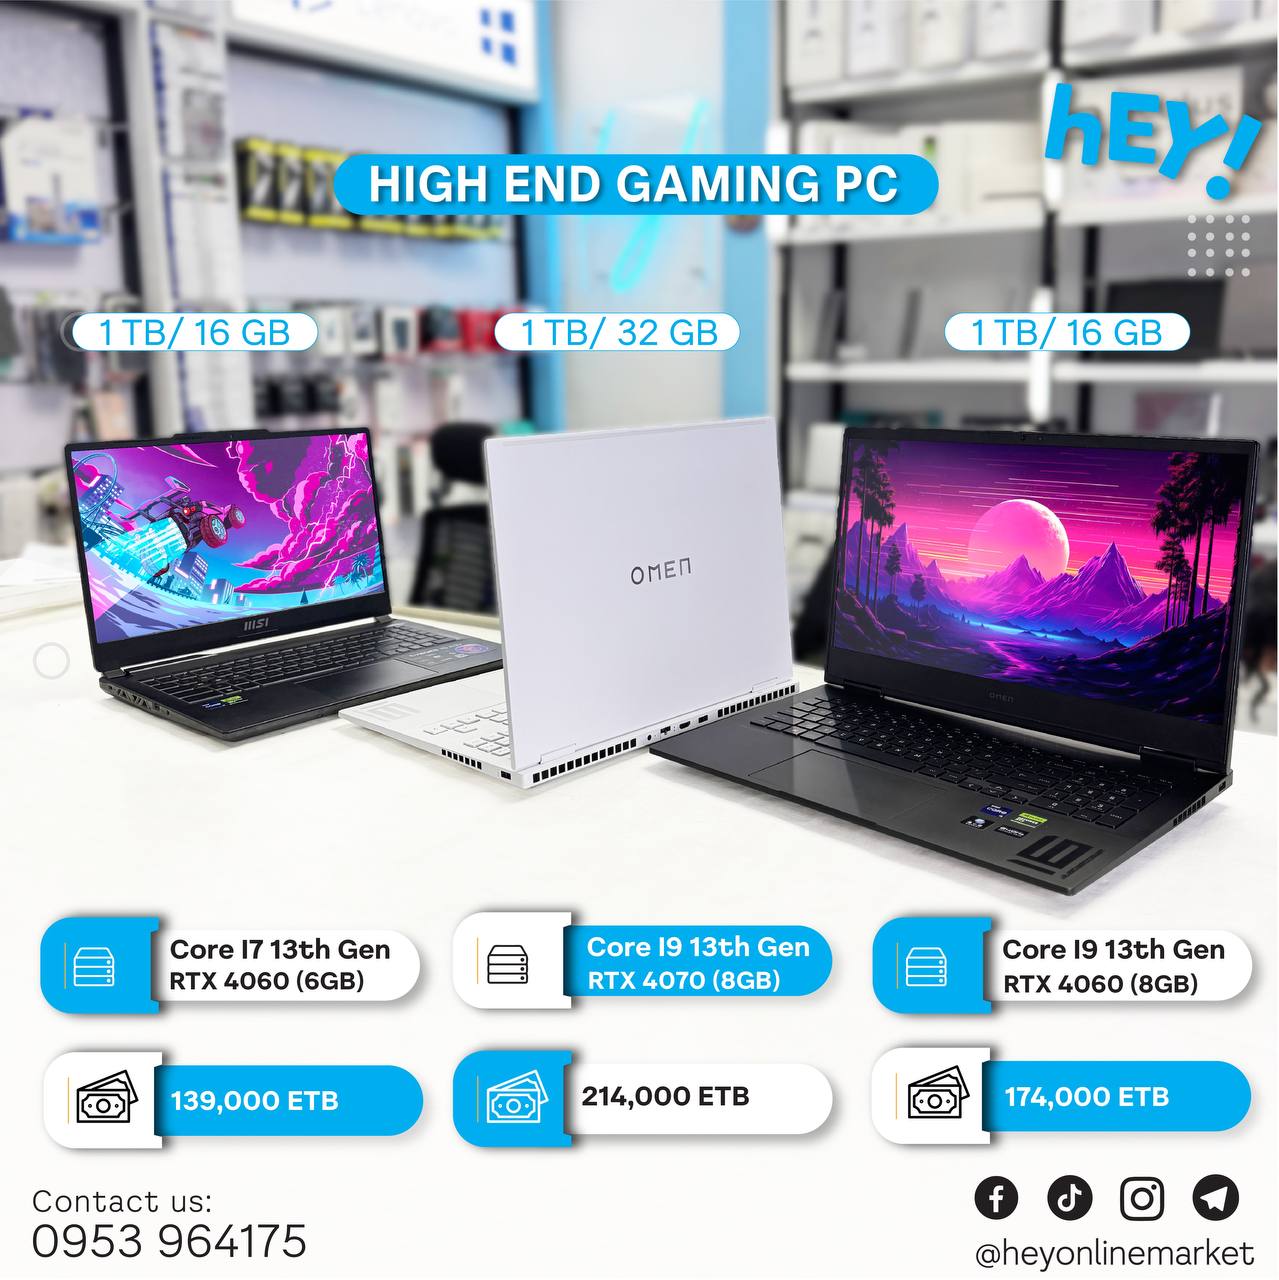 Lenovo
hEY!
HIGH END GAMING PC
1 TB/ 16 GB
1 TB/ 32 GB
1 TB/ 16 GB
OMEN
msi
OMEN
Core I7 13th Gen
RTX 4060 (6GB)
Core I9 13th Gen
RTX 4070 (8GB)
Core I9 13th Gen
RTX 4060 (8GB)
139,000 ETB
214,000 ETB
174,000 ETB
Contact us:
0953 964175
@heyonlinemarket